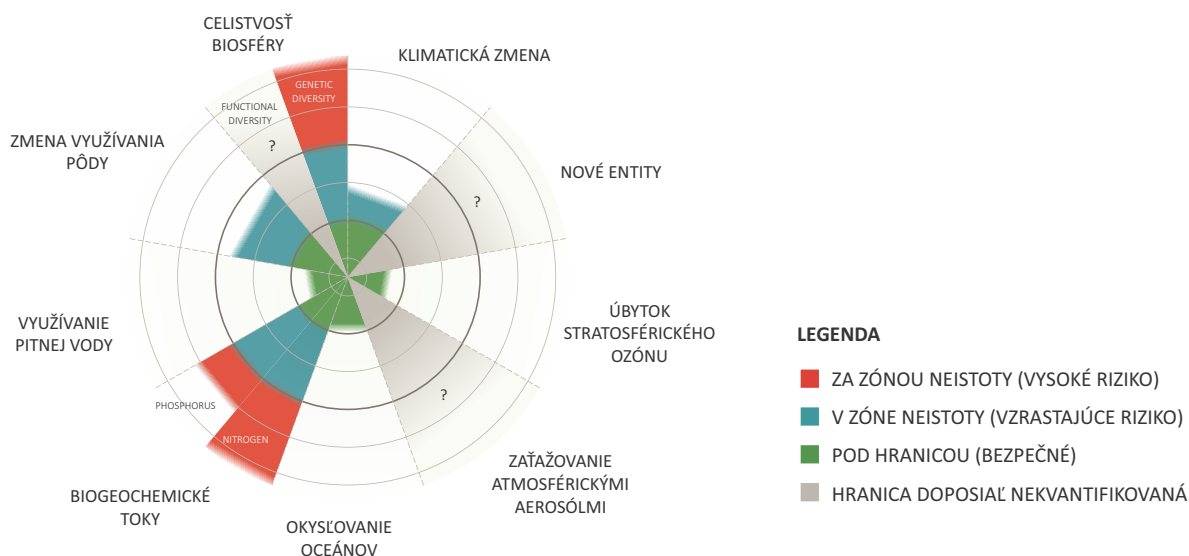 CELISTVOSŤ
BIOSFÉRY
KLIMATICKÁ ZMENA
GENETIC
DIVERSITY
FUNCTIONAL
DIVERSITY
?
ZMENA VYUŽÍVANIA
PÔDY
NOVÉ ENTITY
?
VYUŽÍVANIE
PITNEJ VODY
ÚBYTOK
STRATOSFÉRICKÉHO
OZÓNU
?
PHOSPHORUS
NITROGEN
BIOGEOCHEMICKÉ
TOKY
OKYSĽOVANIE
OCEÁNOV
ZAŤAŽOVANIE
ATMOSFÉRICKÝMI
AEROSÓLMI
LEGENDA
ZA ZÓNOU NEISTOTY (VYSOKÉ RIZIKO)
V ZÓNE NEISTOTY (VZRASTAJÚCE RIZIKO)
POD HRANICOU (BEZPEČNÉ)
HRANICA DOPOSIAĽ NEKVANTIFIKOVANÁ